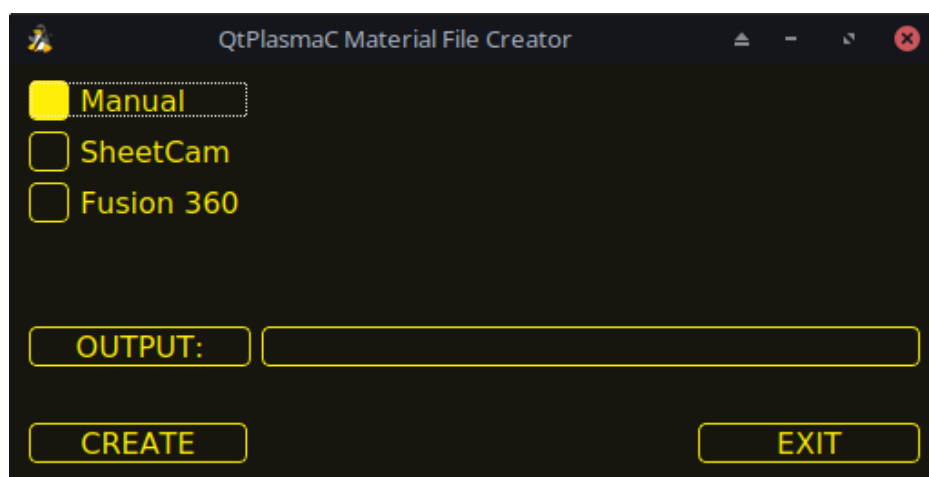 QtPlasmaC Material File Creator
Manual
SheetCam
Fusion 360
OUTPUT:
CREATE EXIT